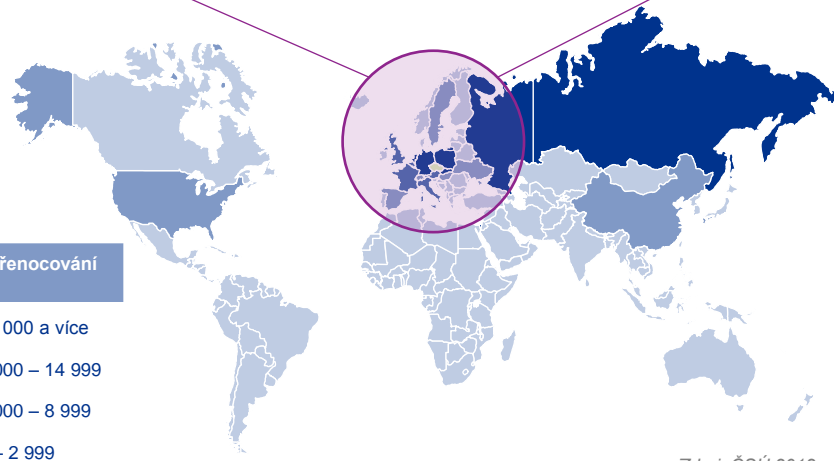 řenocování
000 a více
000 – 14 999
000 – 8 999
– 2 999